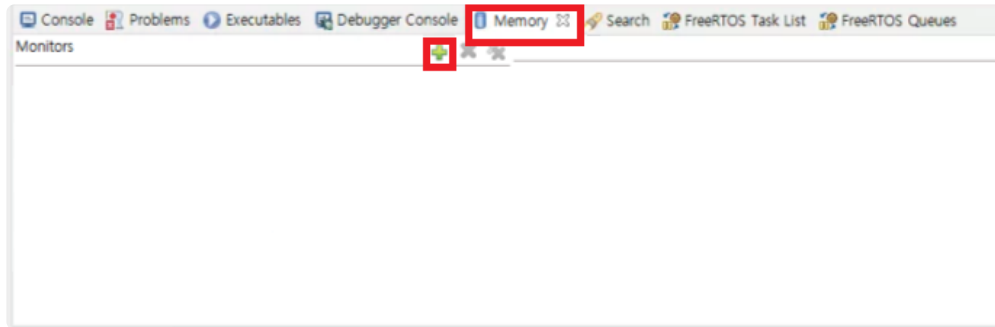 Console Problems Executables Debugger Console Memory Search FreeRTOS Task List FreeRTOS Queues
Monitors